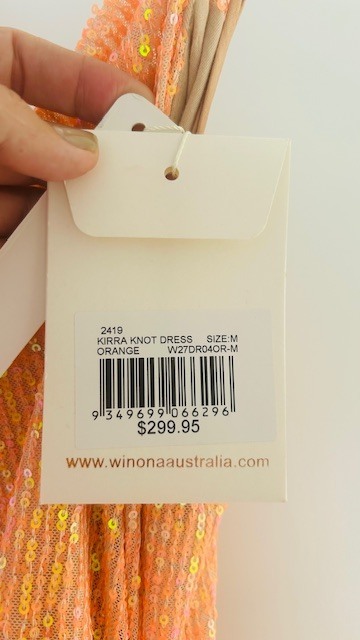 2419
KIRRA KNOT DRESS SIZE:M
ORANGE W27DR04OR-M
9 349699 066296
$299.95
www.winonaaustralia.com